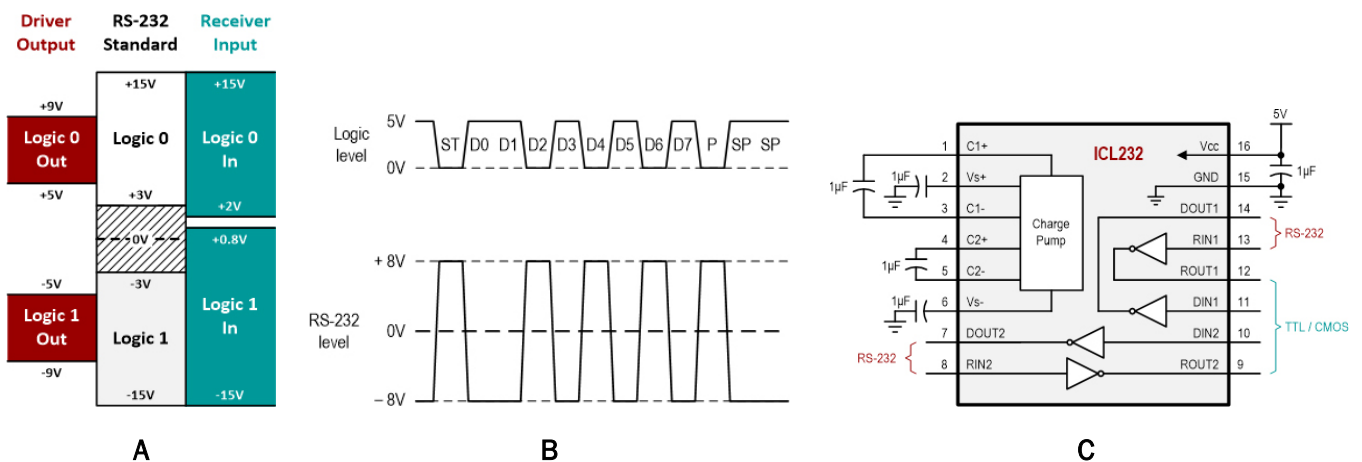 Driver
Output
RS-232
Standard
Receiver
Input
+9V
Logic 0
Out
+5V
-5V
Logic 1
Out
-9V
+15V
Logic 0
+3V
0V
-3V
Logic 1
-15V
+15V
Logic 0
In
+2V
+0.8V
Logic 1
In
-15V
A
Logic
level
5V
0V
ST D0 D1 D2 D3 D4 D5 D6 D7 P SP SP
RS-232
level
+ 8V
0V
– 8V
B
ICL232
5V
1 C1+
Vcc 16
1µF
1µF
2 Vs+
GND 15
1µF
3 C1-
DOUT1 14
RS-232
Charge
Pump
4 C2+
RIN1 13
1µF
5 C2-
ROUT1 12
1µF
6 Vs-
DIN1 11
TTL / CMOS
7 DOUT2
DIN2 10
RS-232
8 RIN2
ROUT2 9
C